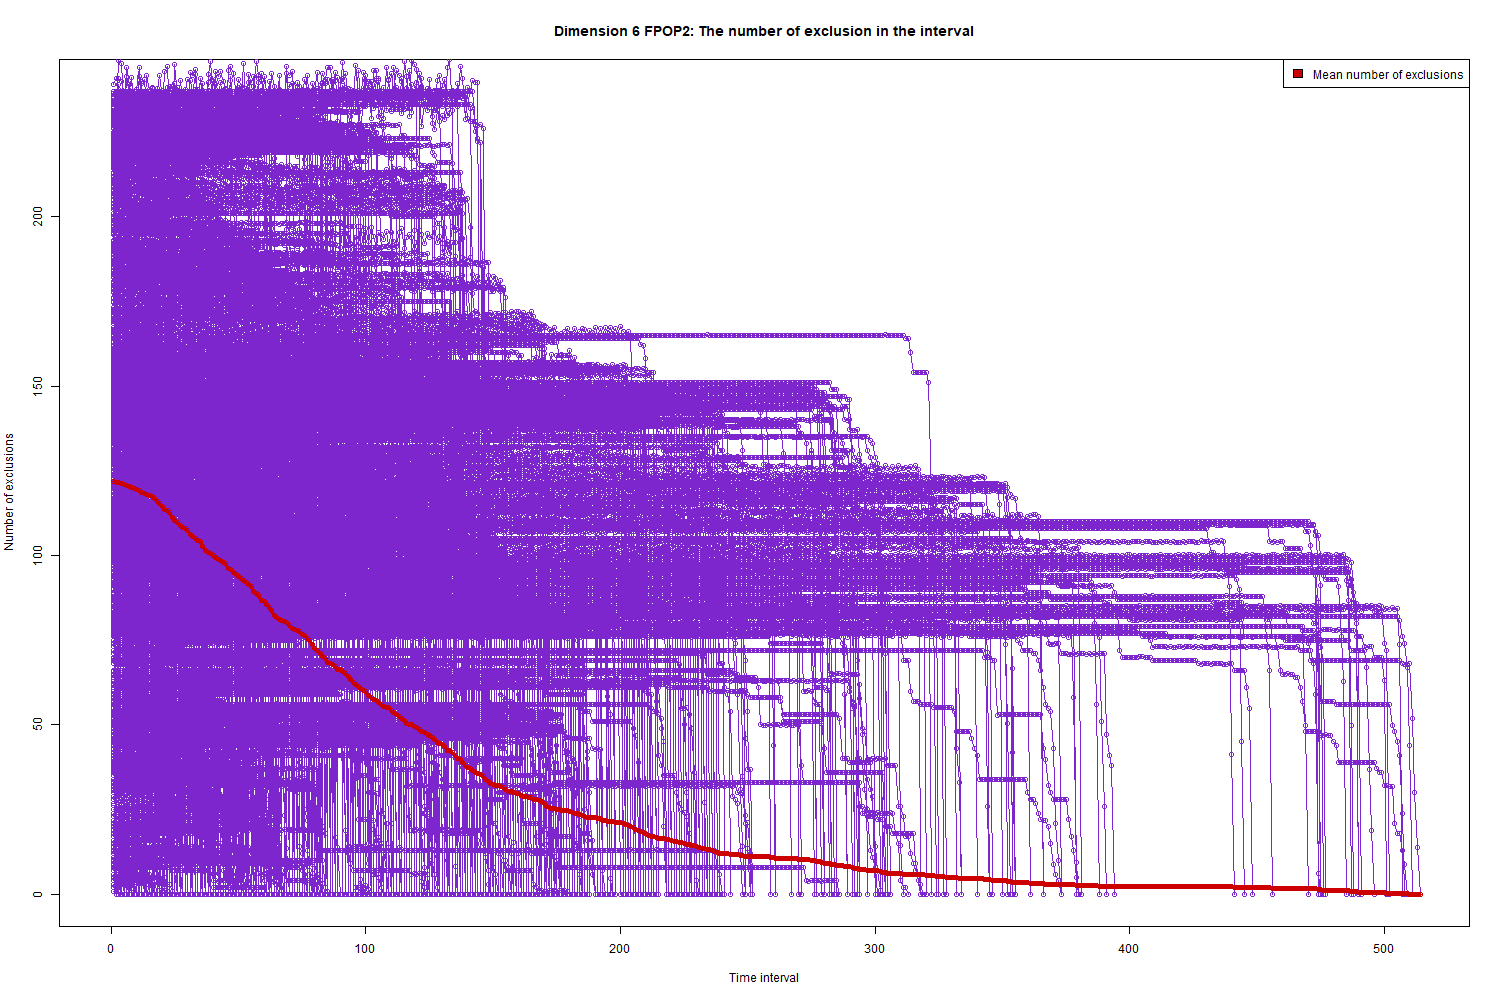 Dimension 6 FPOP2: The number of exclusion in the interval
Mean number of exclusions
Number of exclusions
200
150
100
50
0
0 100 200 300 400 500
Time interval